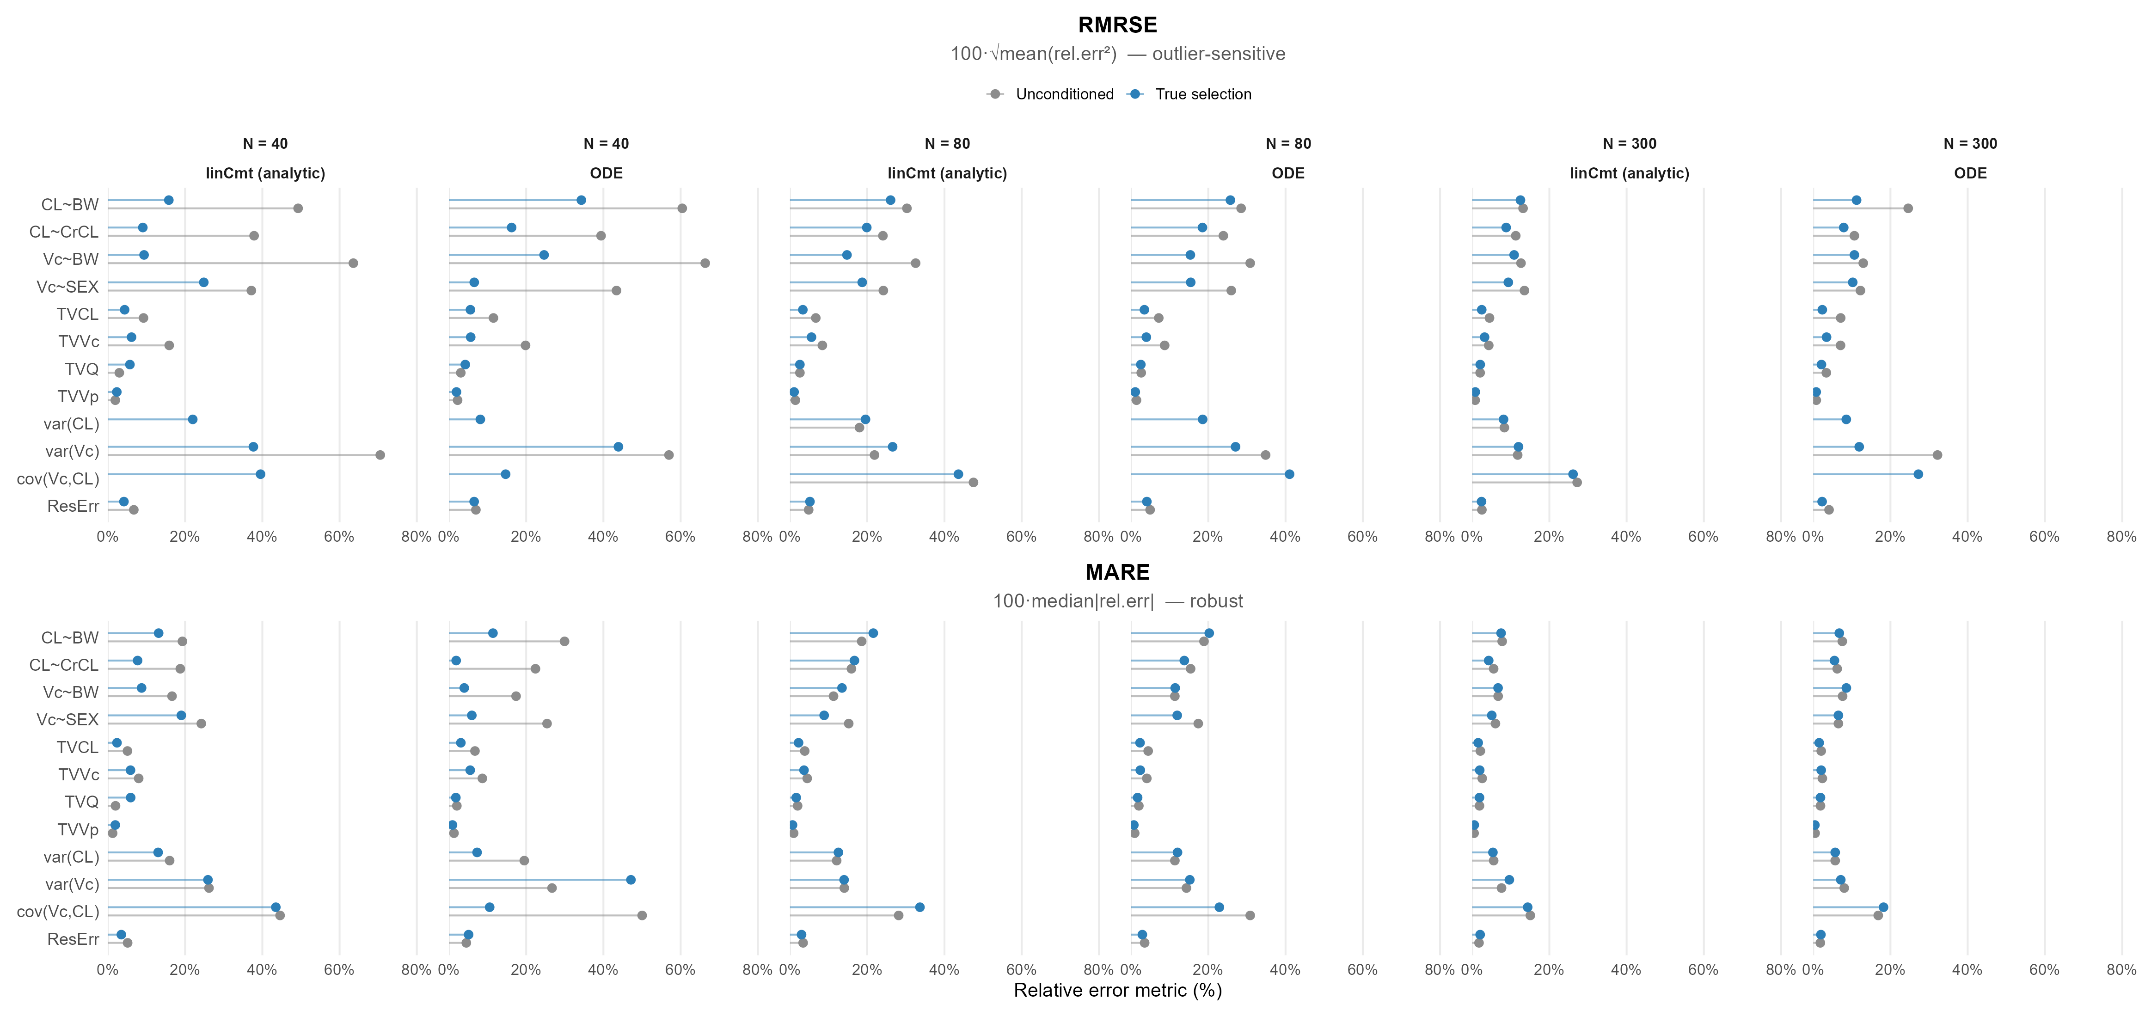 RMRSE
100·√mean(rel.err²) — outlier-sensitive
Unconditioned True selection
N = 40 N = 40 N = 80 N = 80 N = 300 N = 300
linCmt (analytic) ODE linCmt (analytic) ODE linCmt (analytic) ODE
CL~BW
CL~CrCL
Vc~BW
Vc~SEX
TVCL
TVVc
TVQ
TVVp
var(CL)
var(Vc)
cov(Vc,CL)
ResErr
0% 20% 40% 60% 80% 0% 20% 40% 60% 80% 0% 20% 40% 60% 80% 0% 20% 40% 60% 80% 0% 20% 40% 60% 80% 0% 20% 40% 60% 80%
MARE
100·median|rel.err| — robust
CL~BW
CL~CrCL
Vc~BW
Vc~SEX
TVCL
TVVc
TVQ
TVVp
var(CL)
var(Vc)
cov(Vc,CL)
ResErr
0% 20% 40% 60% 80% 0% 20% 40% 60% 80% 0% 20% 40% 60% 80% 0% 20% 40% 60% 80% 0% 20% 40% 60% 80% 0% 20% 40% 60% 80%
Relative error metric (%)